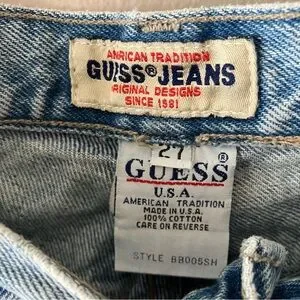 AMRICAN TRADITION
GUESS® JEANS
ORIGINAL DESIGNS
SINCE 1981
27
GUESS®
U.S.A.
AMERICAN TRADITION
MADE IN U.S.A.
100% COTTON
CARE ON REVERSE
STYLE BB005SH